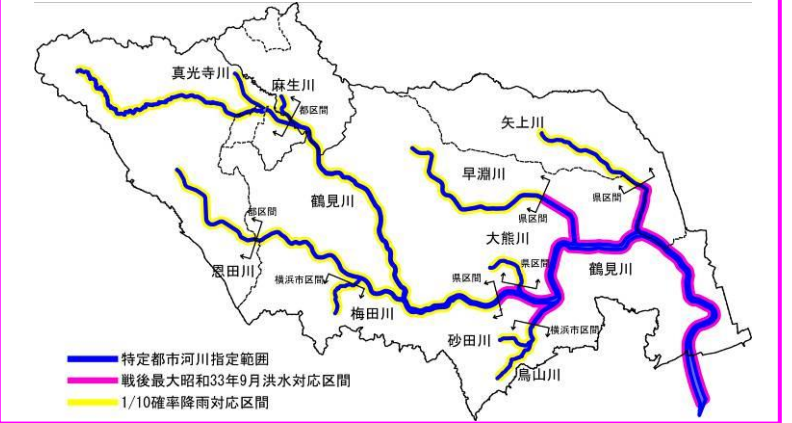 真光寺川
麻生川
都区間
矢上川
早淵川
県区間
県区間
鶴見川
都区間
大熊川
恩田川
横浜市区間
県区間
県区間
鶴見川
梅田川
砂田川
横浜市区間
鳥山川
特定都市河川指定範囲
戦後最大昭和33年9月洪水対応区間
1/10確率降雨対応区間